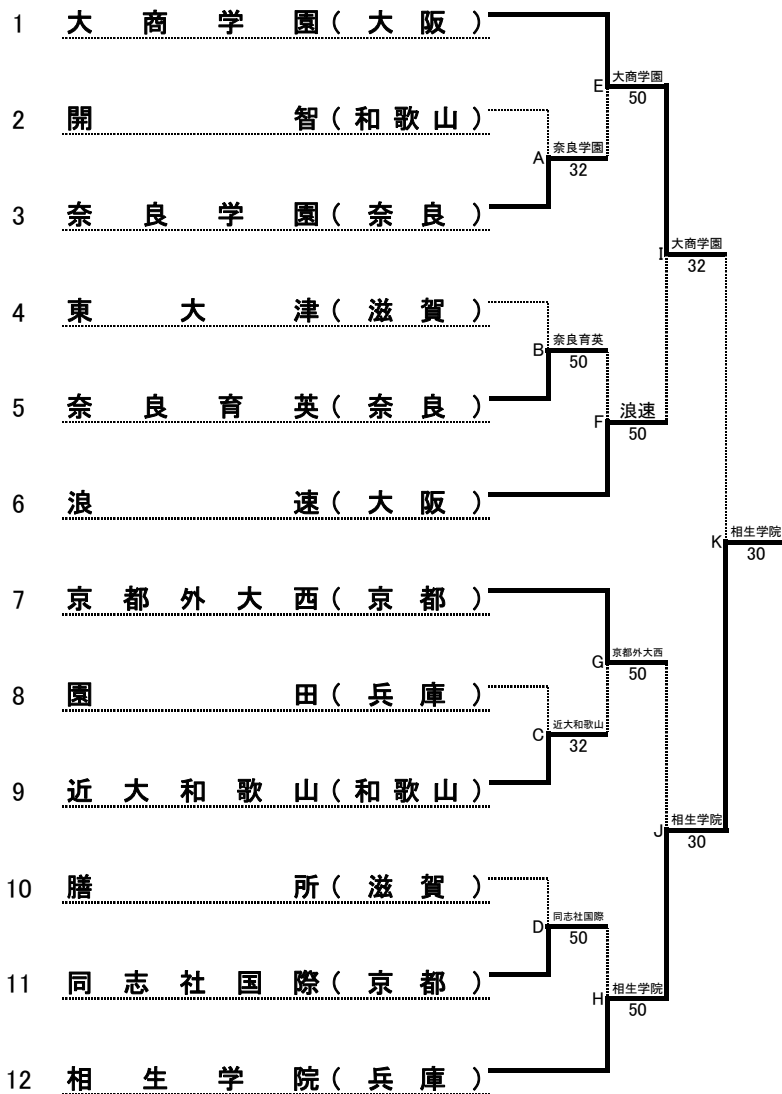 1 大商学園(大阪)
大商学園
E
50
2 開智(和歌山)
奈良学園
A
32
3 奈良学園(奈良)
大商学園
I
32
4 東大津(滋賀)
奈良育英
B
50
5 奈良育英(奈良)
浪速
F
50
6 浪速(大阪)
相生学院
K
30
7 京都外大西(京都)
京都外大西
G
50
8 園田(兵庫)
近大和歌山
C
32
9 近大和歌山(和歌山)
相生学院
J
30
10 膳所(滋賀)
同志社国際
D
50
11 同志社国際(京都)
相生学院
H
50
12 相生学院(兵庫)